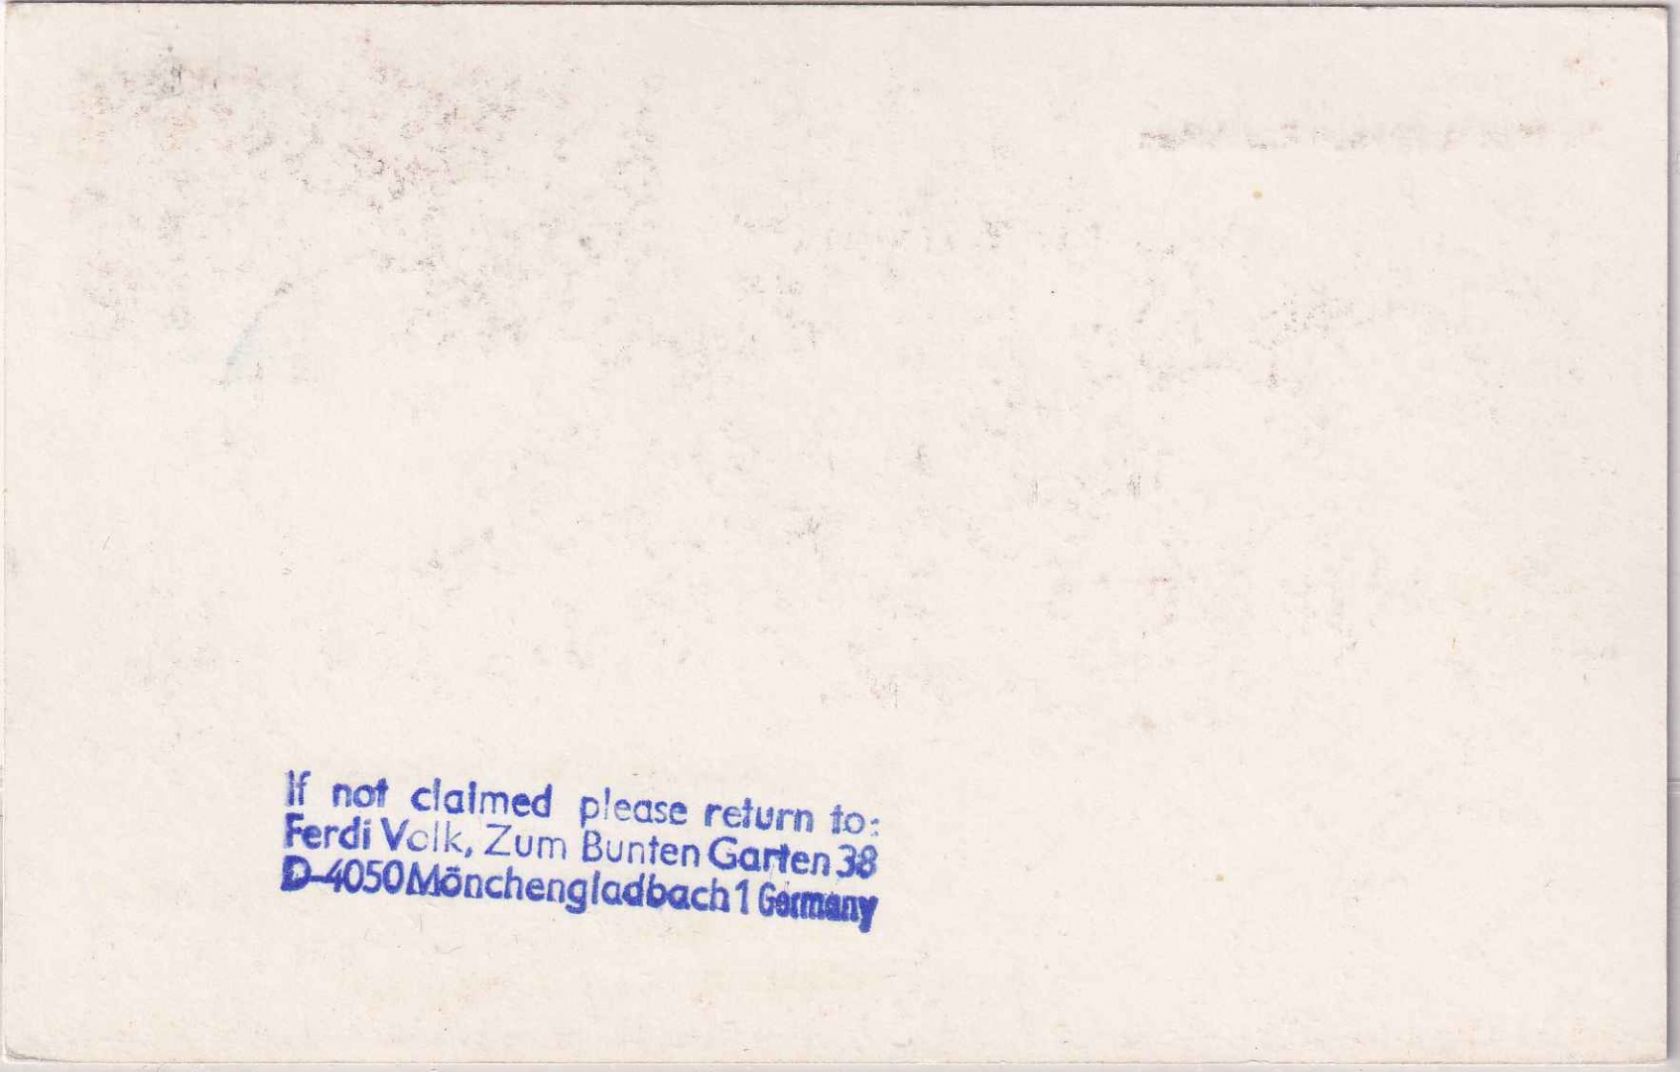 If not claimed please return to:
Ferdi Volk, Zum Bunten Garten 38
D-4050 Mönchengladbach 1 Germany